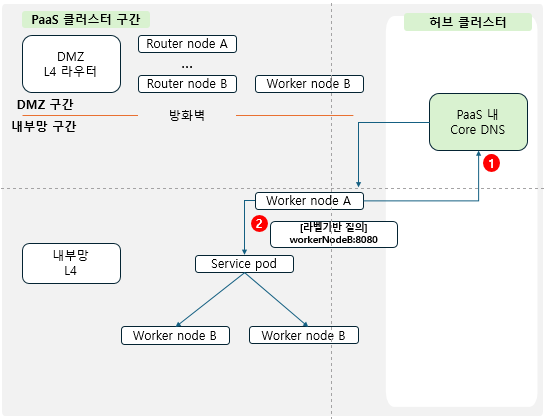 PaaS 클러스터 구간
허브 클러스터
DMZ
L4 라우터
Router node A
...
Router node B
Worker node B
DMZ 구간
내부망 구간
방화벽
PaaS 내
Core DNS
1
Worker node A
2
[라벨기반 질의]
workerNodeB:8080
내부망
L4
Service pod
Worker node B
Worker node B